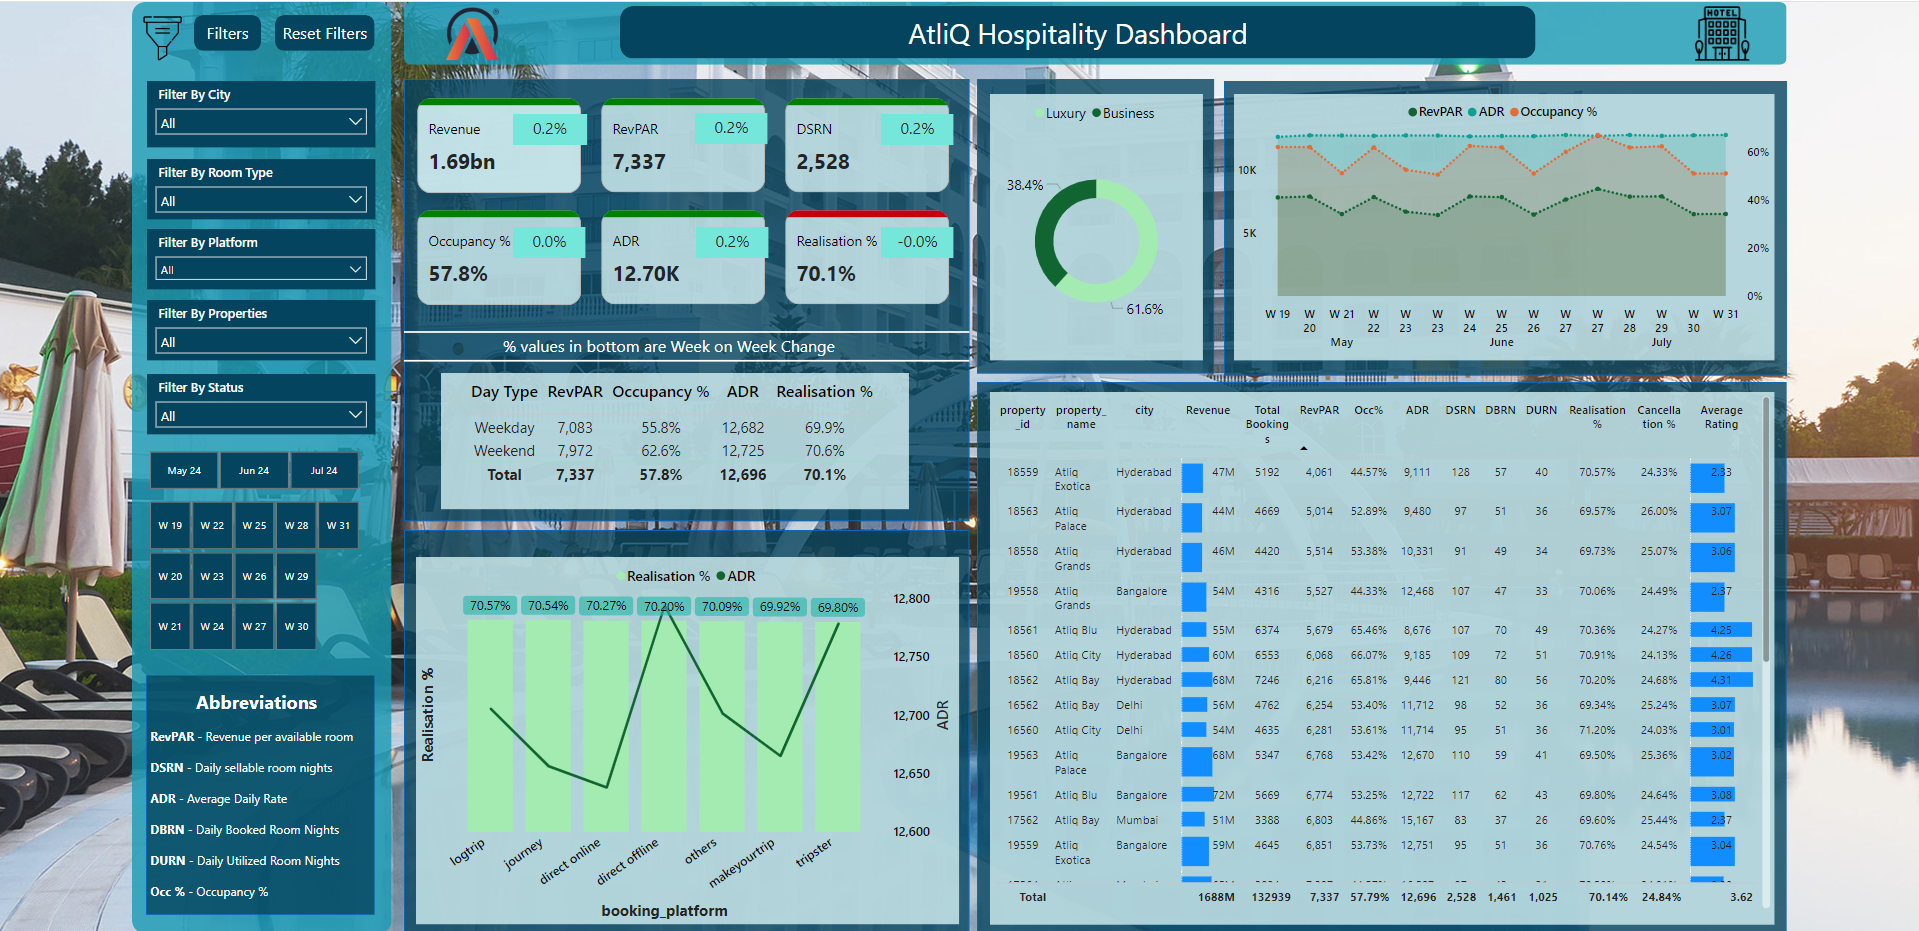 Filters
Reset Filters
AtliQ Hospitality Dashboard
HOTEL
Filter By City
All
Filter By Room Type
All
Filter By Platform
All
Filter By Properties
All
Filter By Status
All
May 24 Jun 24 Jul 24
W 19 W 22 W 25 W 28 W 31
W 20 W 23 W 26 W 29
W 21 W 24 W 27 W 30
Abbreviations
RevPAR - Revenue per available room
DSRN - Daily sellable room nights
ADR - Average Daily Rate
DBRN - Daily Booked Room Nights
DURN - Daily Utilized Room Nights
Occ % - Occupancy %
Revenue 0.2%
1.69bn
RevPAR 0.2%
7,337
DSRN 0.2%
2,528
Occupancy % 0.0%
57.8%
ADR 0.2%
12.70K
Realisation % -0.0%
70.1%
% values in bottom are Week on Week Change
Day Type RevPAR Occupancy % ADR Realisation %
Weekday 7,083 55.8% 12,682 69.9%
Weekend 7,972 62.6% 12,725 70.6%
Total 7,337 57.8% 12,696 70.1%
Realisation % ADR
70.57% 70.54% 70.27% 70.20% 70.09% 69.92% 69.80%
12,800
12,750
12,700
12,650
12,600
Realisation %
ADR
logtrip journey direct online direct offline others makeyourtrip tripster
booking_platform
Luxury Business
38.4%
61.6%
RevPAR ADR Occupancy %
10K
5K
60%
40%
20%
0%
W 19 W 20 W 21 W 22 W 23 W 23 W 24 W 25 W 26 W 27 W 27 W 28 W 29 W 30 W 31
May June July
property_id property_name city Revenue Total Bookings RevPAR Occ% ADR DSRN DBRN DURN Realisation % Cancellation % Average Rating
18559 Atliq Exotica Hyderabad 47M 5192 4,061 44.57% 9,111 128 57 40 70.57% 24.33% 2.33
18563 Atliq Palace Hyderabad 44M 4669 5,014 52.89% 9,480 97 51 36 69.57% 26.00% 3.07
18558 Atliq Grands Hyderabad 46M 4420 5,514 53.38% 10,331 91 49 34 69.73% 25.07% 3.06
19558 Atliq Grands Bangalore 54M 4316 5,527 44.33% 12,468 107 47 33 70.06% 24.49% 2.37
18561 Atliq Blu Hyderabad 55M 6374 5,679 65.46% 8,676 107 70 49 70.36% 24.27% 4.25
18560 Atliq City Hyderabad 60M 6553 6,068 66.07% 9,185 109 72 51 70.91% 24.13% 4.26
18562 Atliq Bay Hyderabad 68M 7246 6,216 65.81% 9,446 121 80 56 70.20% 24.68% 4.31
16562 Atliq Bay Delhi 56M 4762 6,254 53.40% 11,712 98 52 36 69.34% 25.24% 3.07
16560 Atliq City Delhi 54M 4635 6,281 53.61% 11,714 95 51 36 71.20% 24.03% 3.01
19563 Atliq Palace Bangalore 68M 5347 6,768 53.42% 12,670 110 59 41 69.50% 25.36% 3.02
19561 Atliq Blu Bangalore 72M 5669 6,774 53.25% 12,722 117 62 43 69.80% 24.64% 3.08
17562 Atliq Bay Mumbai 51M 3388 6,803 44.86% 15,167 83 37 26 69.60% 25.44% 2.37
19559 Atliq Exotica Bangalore 59M 4645 6,851 53.73% 12,751 95 51 36 70.76% 24.54% 3.04
Total 1688M 132939 7,337 57.79% 12,696 2,528 1,461 1,025 70.14% 24.84% 3.62